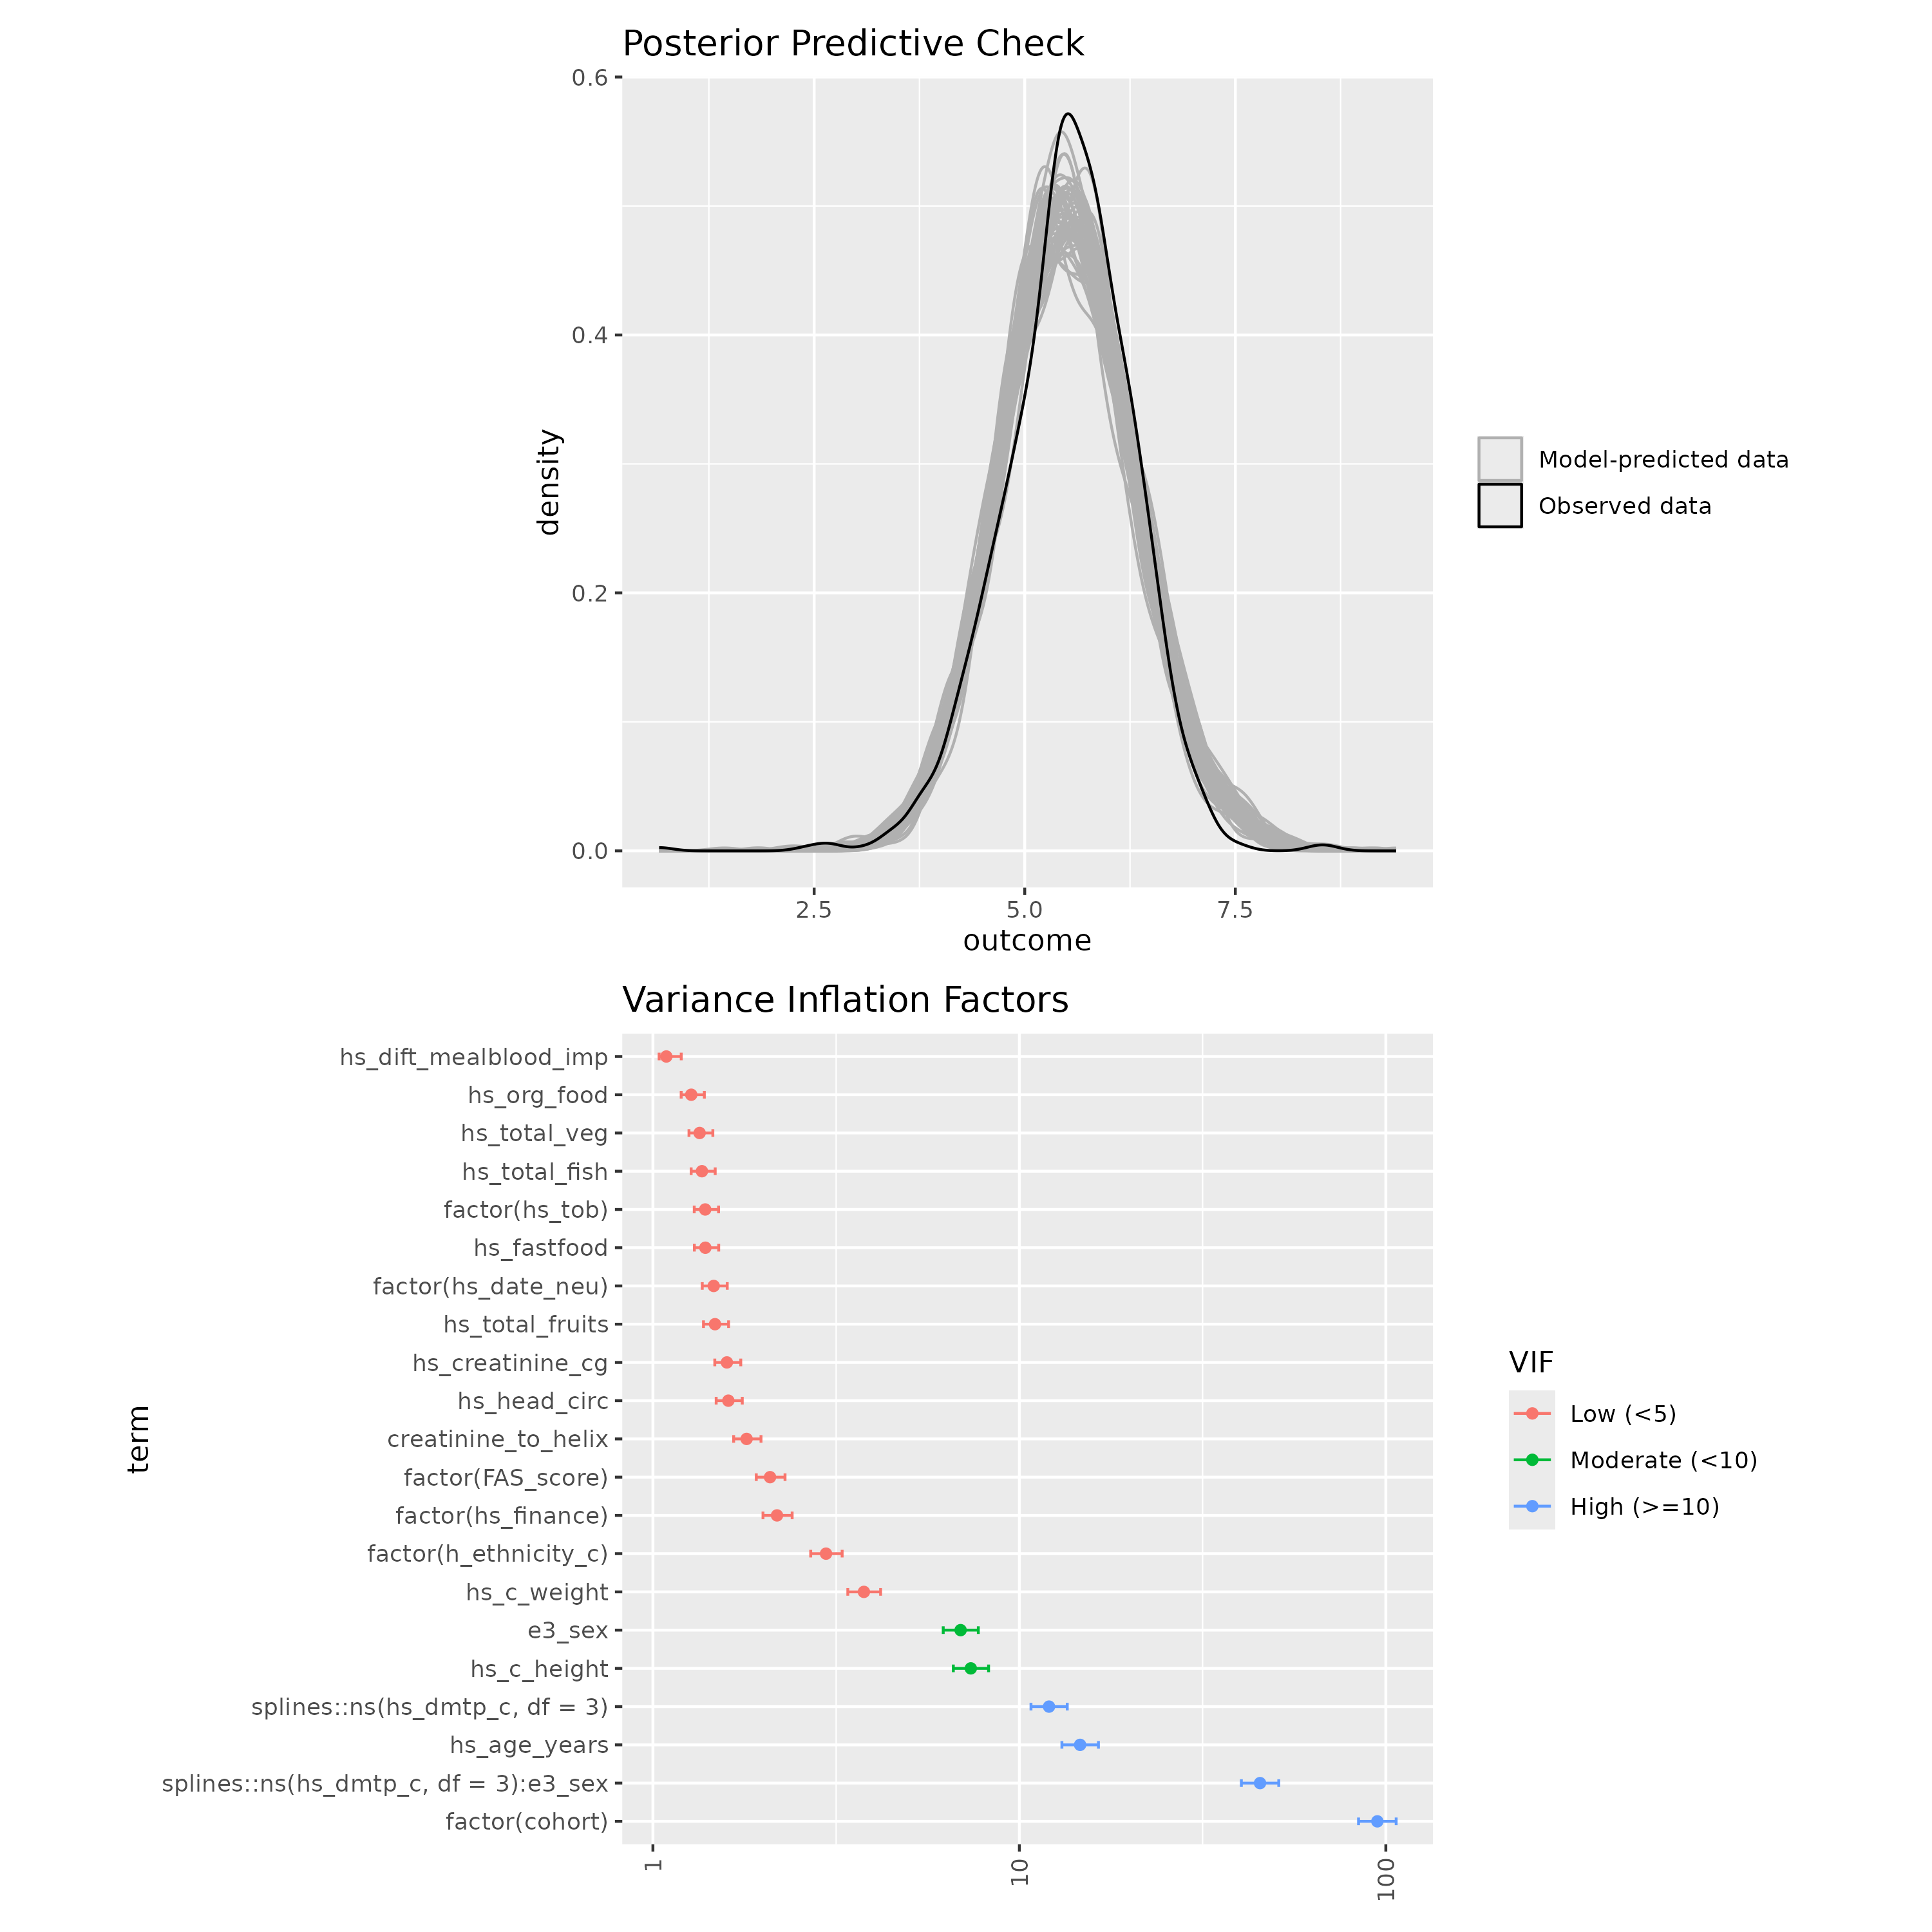 Posterior Predictive Check
0.6
0.4
0.2
0.0
density
2.5 5.0 7.5
outcome
Model-predicted data
Observed data
Variance Inflation Factors
term
hs_dift_mealblood_imp
hs_org_food
hs_total_veg
hs_total_fish
factor(hs_tob)
hs_fastfood
factor(hs_date_neu)
hs_total_fruits
hs_creatinine_cg
hs_head_circ
creatinine_to_helix
factor(FAS_score)
factor(hs_finance)
factor(h_ethnicity_c)
hs_c_weight
e3_sex
hs_c_height
splines::ns(hs_dmtp_c, df = 3)
hs_age_years
splines::ns(hs_dmtp_c, df = 3):e3_sex
factor(cohort)
1 10 100
VIF
Low (<5)
Moderate (<10)
High (>=10)